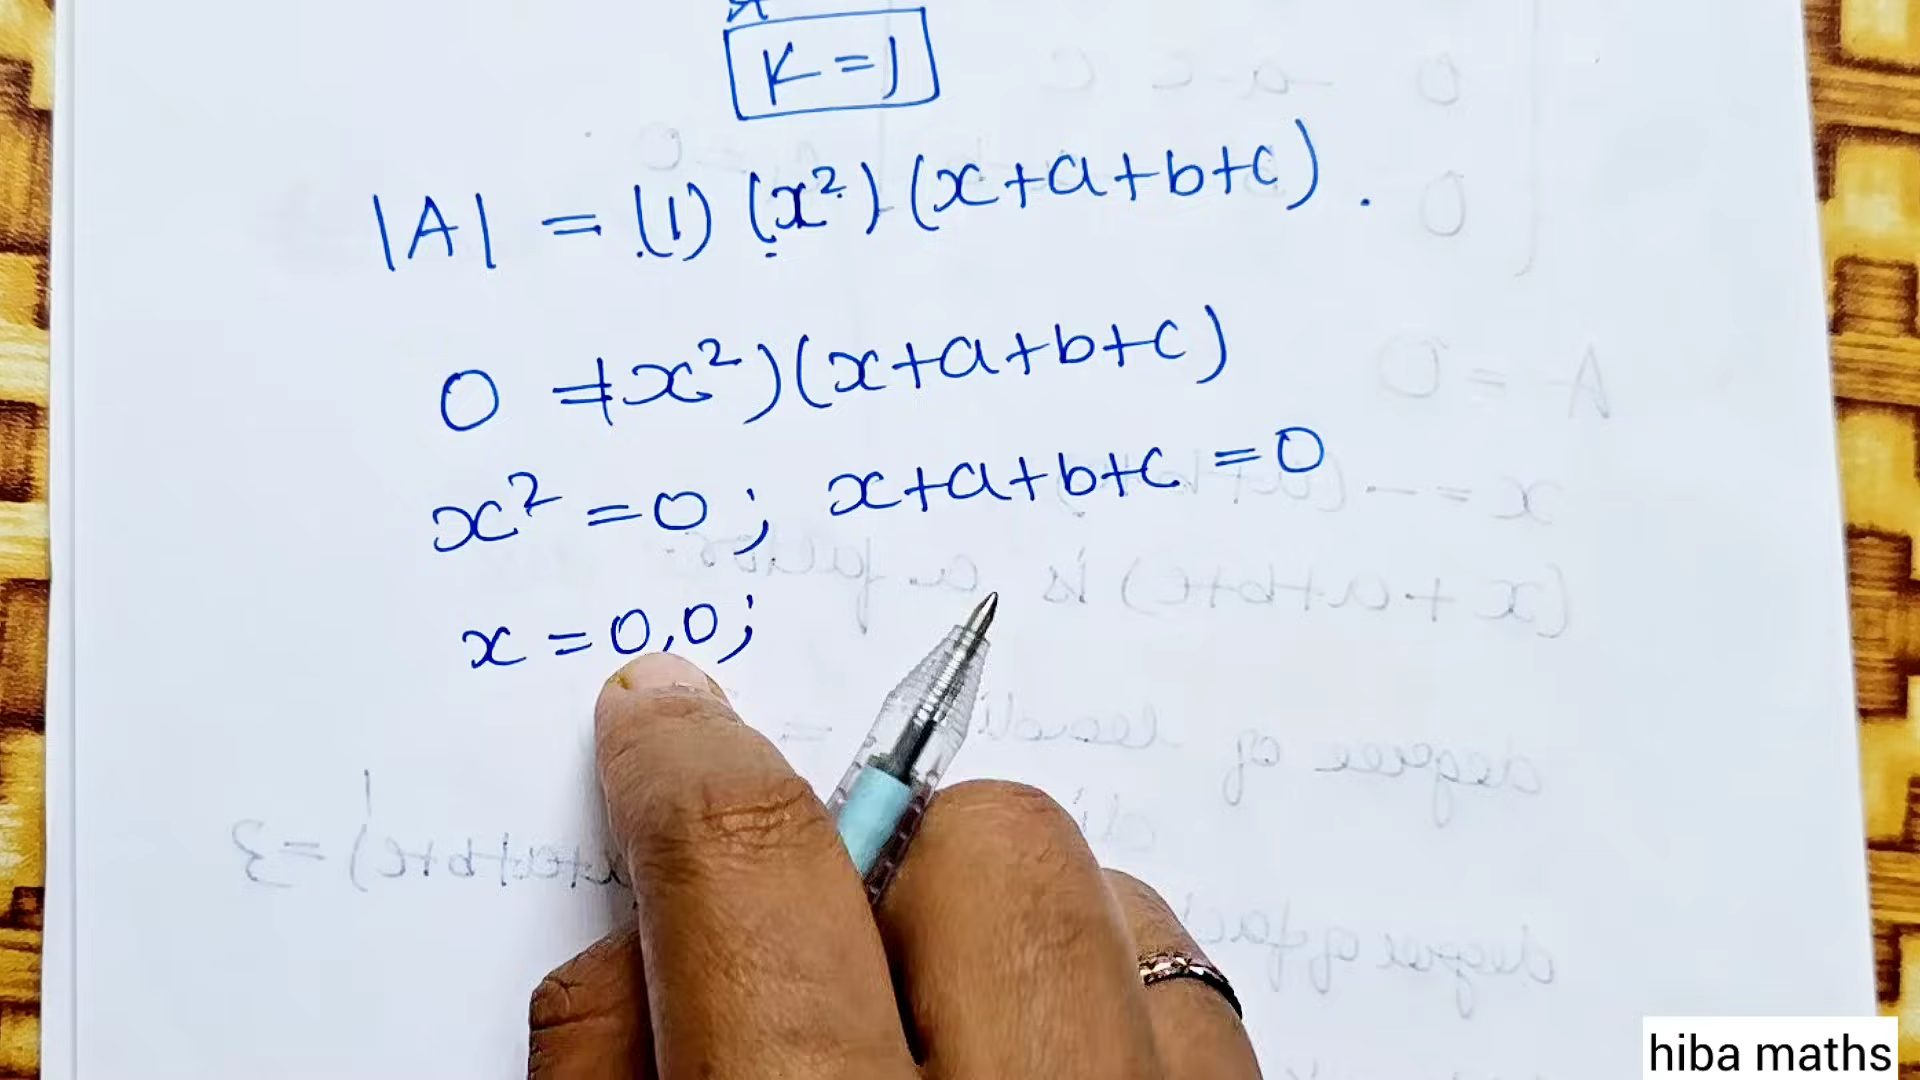 K=1
|A| = (1) (x²) (x+a+b+c).
0 = (x²)(x+a+b+c)
x² = 0; x+a+b+c = 0
x = 0,0;
hiba maths